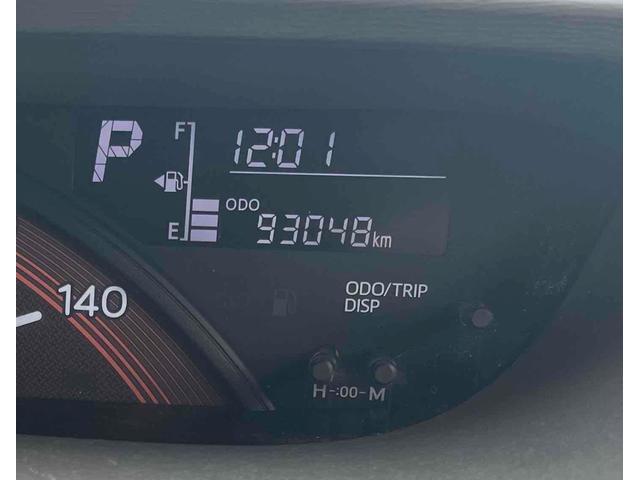 P
F
12:01
ODO
93048km
E
140
ODO/TRIP
DISP
H-:00-M